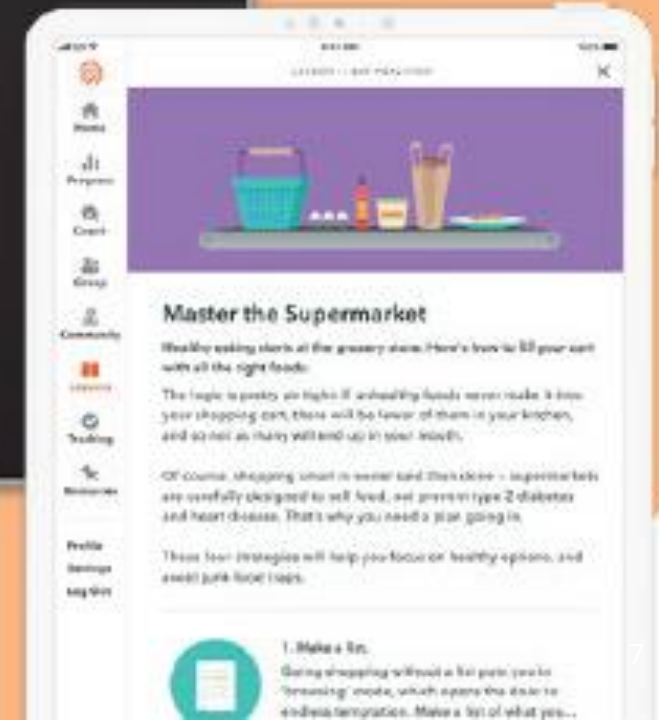 Home
Progress
Coach
Group
Community
Lessons
Tracking
Resources
Profile
Settings
Log Out
Master the Supermarket
Healthy eating starts at the grocery store. Here's how to fill your cart
with all the right foods.
The logic is pretty air-tight: If unhealthy foods never make it into
your shopping cart, there will be fewer of them in your kitchen,
and so not as many will end up in your mouth.
Of course, shopping smart is easier said than done – supermarkets
are carefully designed to sell food, not prevent type 2 diabetes
and heart disease. That's why you need a plan going in.
These four strategies will help you focus on healthy options, and
avoid junk food traps.
1. Make a list.
Going shopping without a list puts you in
'browsing' mode, which opens the door to
endless temptation. Make a list of what you...
7